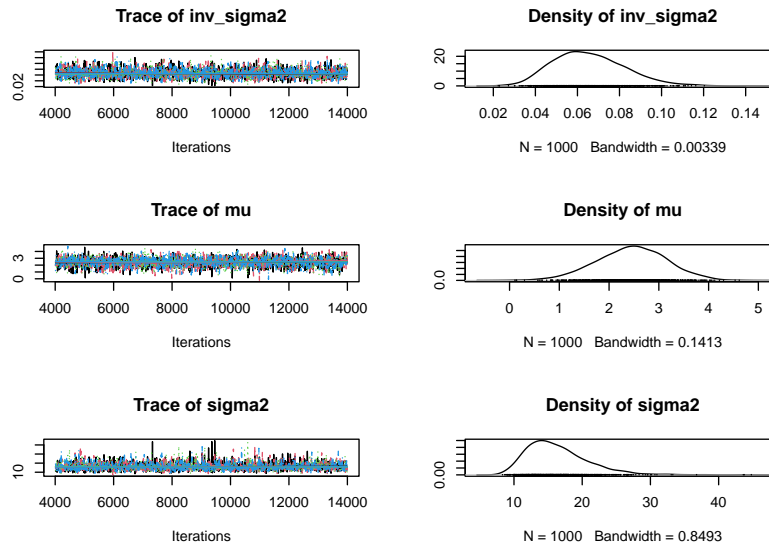 Trace of inv_sigma2
0.02
4000 6000 8000 10000 12000 14000
Iterations
Density of inv_sigma2
0 20
0.02 0.04 0.06 0.08 0.10 0.12 0.14
N = 1000 Bandwidth = 0.00339
Trace of mu
0 3
4000 6000 8000 10000 12000 14000
Iterations
Density of mu
0.0
0 1 2 3 4 5
N = 1000 Bandwidth = 0.1413
Trace of sigma2
10
4000 6000 8000 10000 12000 14000
Iterations
Density of sigma2
0.00
10 20 30 40
N = 1000 Bandwidth = 0.8493